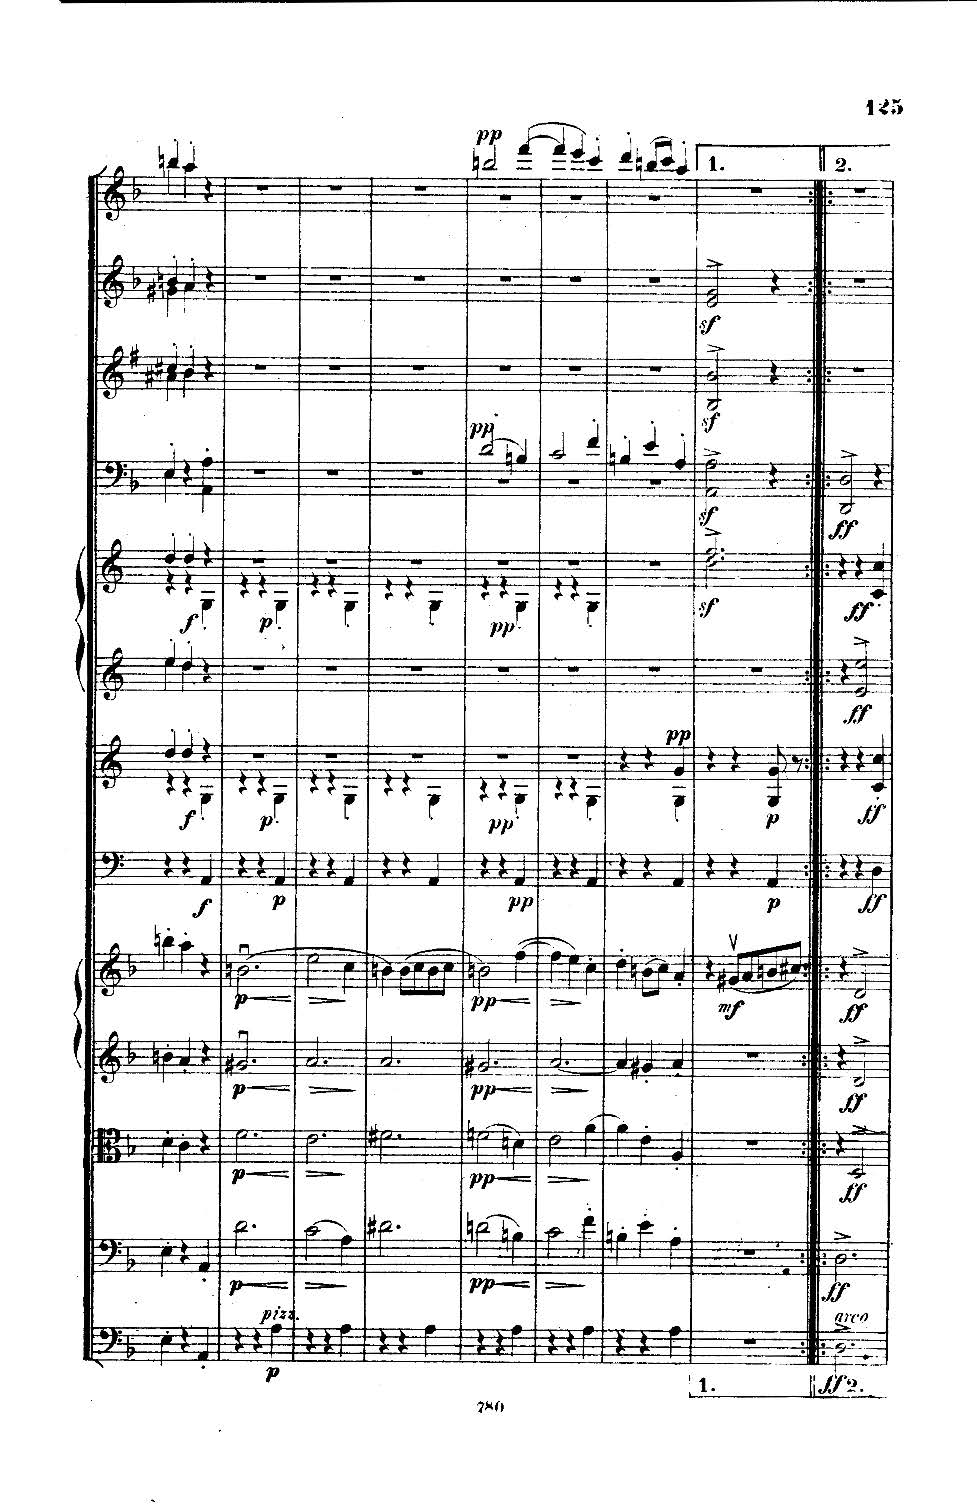 125
pp
1. 2.
sf
sf
pp
sf ff
f p pp sf ff
ff
pp
f p pp p ff
f p pp p ff
p pp mf ff
p pp ff
p pp ff
p pp ff
pizz. arco
p
1. ff 2.
780